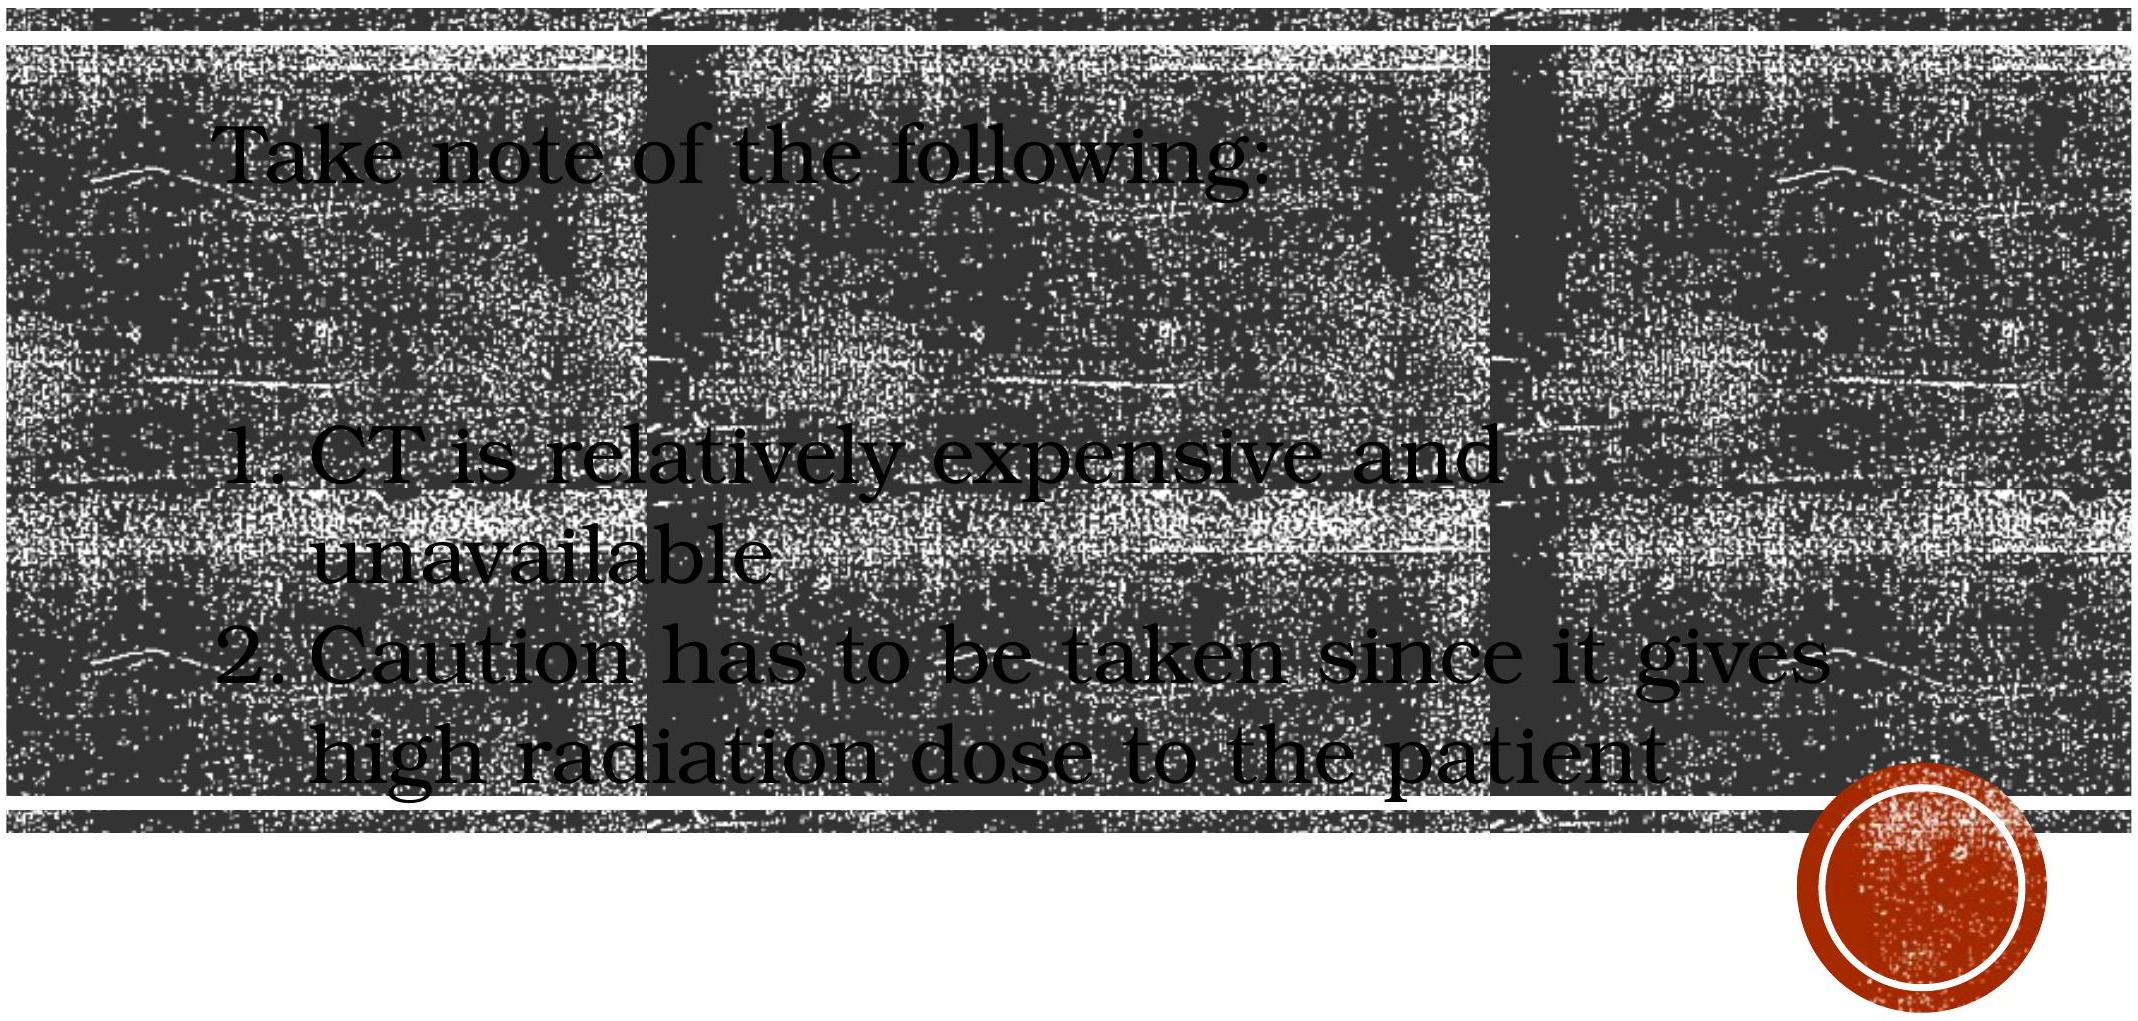 Take note of the following:
1. CT is relatively expensive and
unavailable
2. Caution has to be taken since it gives
high radiation dose to the patient